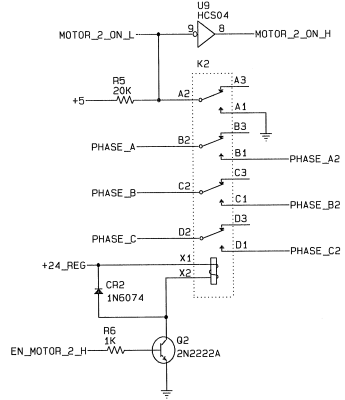 U9
HCS04
MOTOR_2_ON_L
9
8
MOTOR_2_ON_H
K2
R5
20K
+5
A2
A3
A1
B3
PHASE_A
B2
B1
PHASE_A2
C3
PHASE_B
C2
C1
PHASE_B2
D3
PHASE_C
D2
D1
PHASE_C2
+24_REG
X1
X2
CR2
1N6074
R6
1K
Q2
2N2222A
EN_MOTOR_2_H